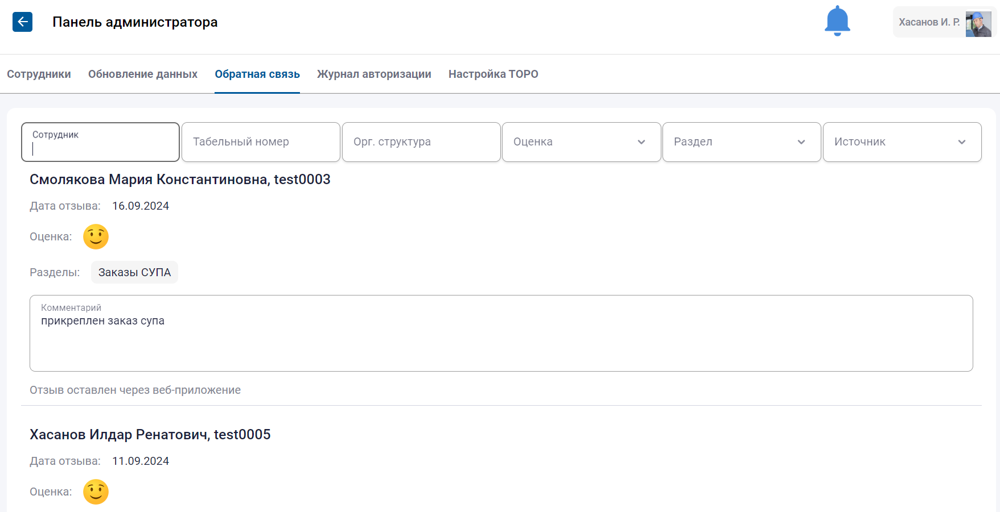 Панель администратора
Хасанов И. Р.
Сотрудники Обновление данных Обратная связь Журнал авторизации Настройка ТОРО
Сотрудник Табельный номер Орг. структура Оценка Раздел Источник
Смолякова Мария Константиновна, test0003
Дата отзыва: 16.09.2024
Оценка:
Разделы: Заказы СУПА
Комментарий
прикреплен заказ супа
Отзыв оставлен через веб-приложение
Хасанов Илдар Ренатович, test0005
Дата отзыва: 11.09.2024
Оценка: